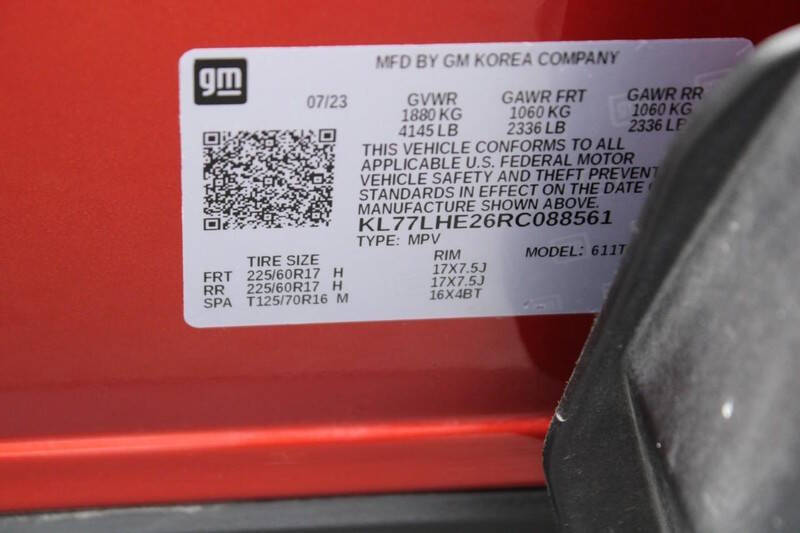 gm
MFD BY GM KOREA COMPANY
07/23 GVWR GAWR FRT GAWR RR
1880 KG 1060 KG 1060 KG
4145 LB 2336 LB 2336 LB
THIS VEHICLE CONFORMS TO ALL
APPLICABLE U.S. FEDERAL MOTOR
VEHICLE SAFETY AND THEFT PREVENT
STANDARDS IN EFFECT ON THE DATE O
MANUFACTURE SHOWN ABOVE.
KL77LHE26RC088561
TYPE: MPV MODEL: 611T
TIRE SIZE RIM
FRT 225/60R17 H 17X7.5J
RR 225/60R17 H 17X7.5J
SPA T125/70R16 M 16X4BT